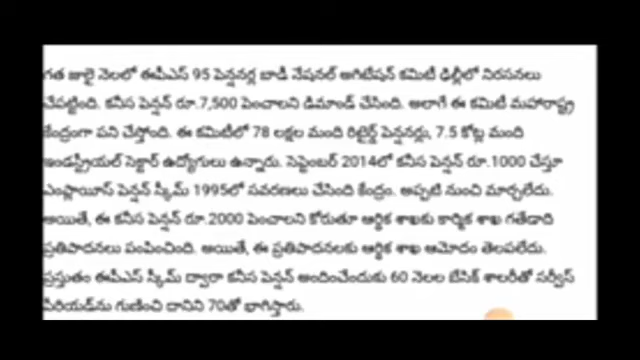 గత జులై నెలలో ఈపీఎస్ 95 పెన్షనర్ల బాడీ నేషనల్ అగిటేషన్ కమిటీ ఢిల్లీలో నిరసనలు
చేపట్టింది. కనీస పెన్షన్ రూ.7,500 పెంచాలని డిమాండ్ చేసింది. అలాగే ఈ కమిటీ మహారాష్ట్ర
కేంద్రంగా పని చేస్తోంది. ఈ కమిటీలో 78 లక్షల మంది రిటైర్డ్ పెన్షనర్లు, 7.5 కోట్ల మంది
ఇండస్ట్రియల్ సెక్టార్ ఉద్యోగులు ఉన్నారు. సెప్టెంబర్ 2014లో కనీస పెన్షన్ రూ.1000 చేస్తూ
ఎంప్లాయీస్ పెన్షన్ స్కీమ్ 1995లో సవరణలు చేసింది కేంద్రం. అప్పటి నుంచి మార్చలేదు.
అయితే, ఈ కనీస పెన్షన్ రూ.2000 పెంచాలని కోరుతూ ఆర్థిక శాఖకు కార్మిక శాఖ గతేడాది
ప్రతిపాదనలు పంపించింది. అయితే, ఈ ప్రతిపాదనలకు ఆర్థిక శాఖ ఆమోదం తెలపలేదు.
ప్రస్తుతం ఈపీఎస్ స్కీమ్ ద్వారా కనీస పెన్షన్ అందించేందుకు 60 నెలల బేసిక్ శాలరీతో సర్వీస్
పీరియడ్‌ను గుణించి దానిని 70తో భాగిస్తారు.